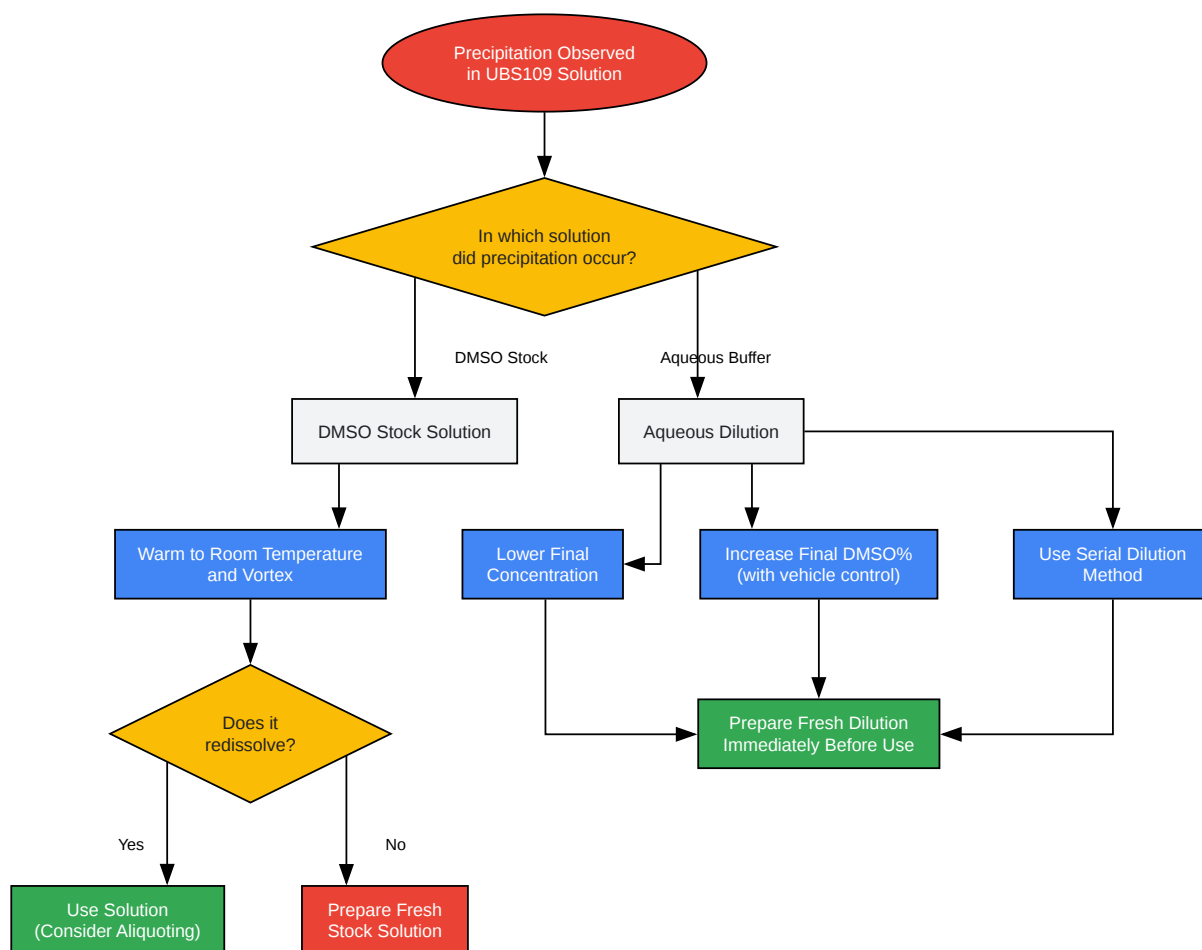 Precipitation Observed
in UBS109 Solution
In which solution
did precipitation occur?
DMSO Stock
Aqueous Buffer
DMSO Stock Solution
Aqueous Dilution
Warm to Room Temperature
and Vortex
Lower Final
Concentration
Increase Final DMSO%
(with vehicle control)
Use Serial Dilution
Method
Does it
redissolve?
Prepare Fresh Dilution
Immediately Before Use
Yes
No
Use Solution
(Consider Aliquoting)
Prepare Fresh
Stock Solution